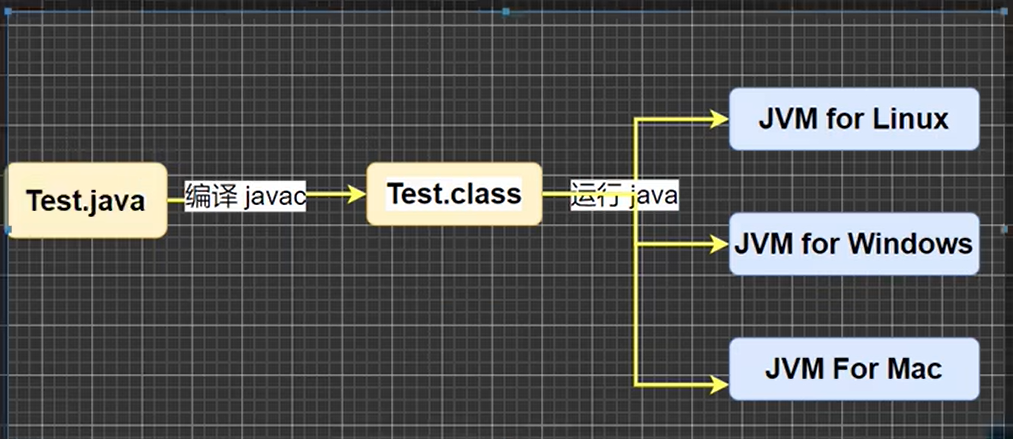 Test.java
编译 javac
Test.class
运行 java
JVM for Linux
JVM for Windows
JVM For Mac